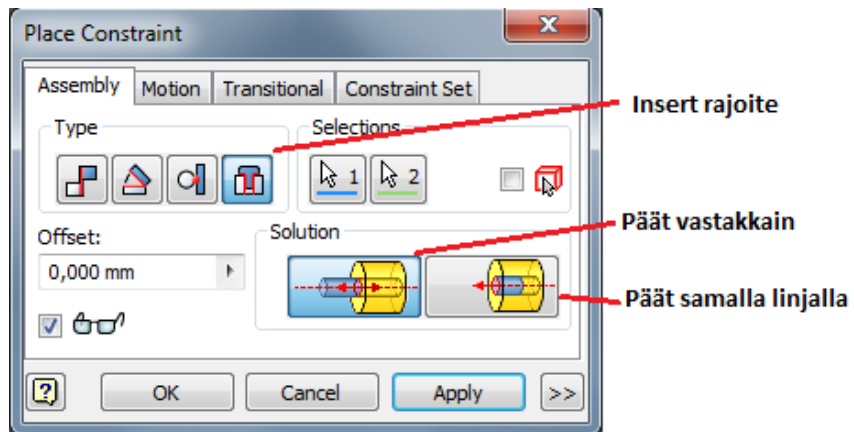 Place Constraint
Assembly Motion Transitional Constraint Set
Insert rajoite
Type
Selections
1 2
Offset:
0,000 mm
Solution
Päät vastakkain
Päät samalla linjalla
? OK Cancel Apply >>